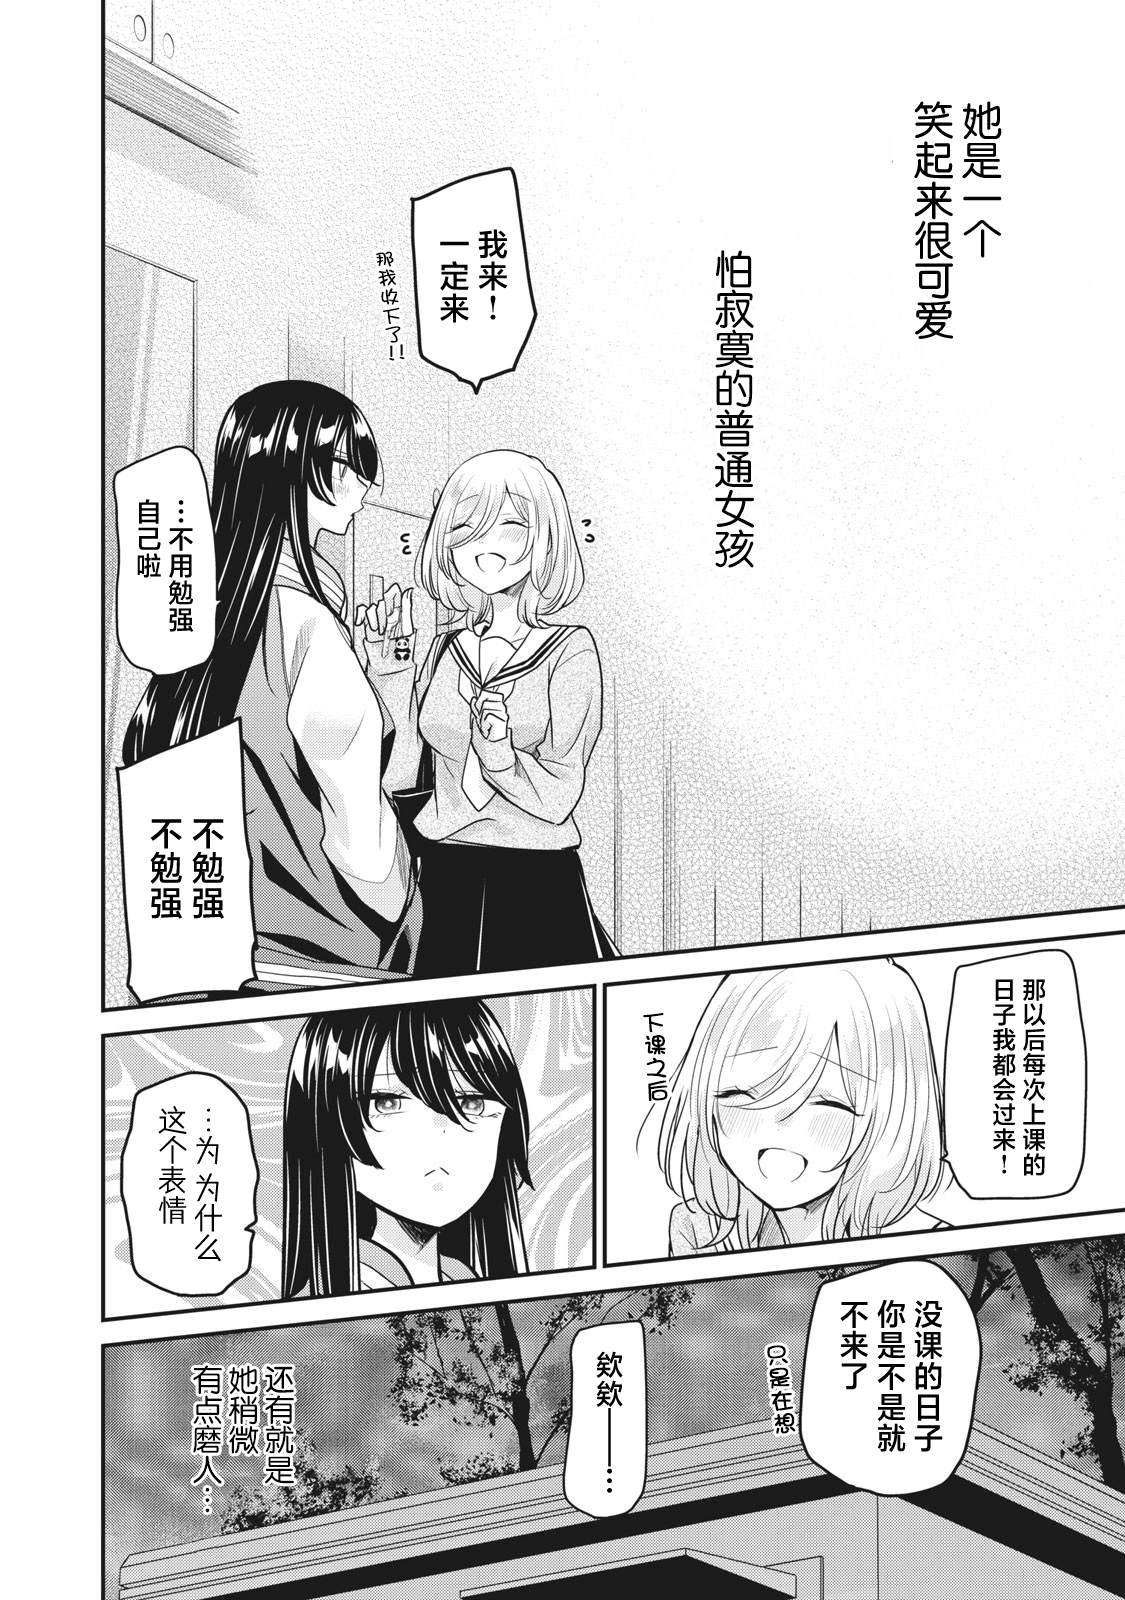 她是一个
笑起来很可爱
怕寂寞的普通女孩
我来！
一定来
那我收下了!!
…不用勉强
自己啦
不勉强
不勉强
那以后每次上课的
日子我都会过来！
下课之后
…为 为什么
这个表情
没课的日子
你是不是就
不来了
只是在想
欸欸——…
还有就是
她稍微
有点磨人…